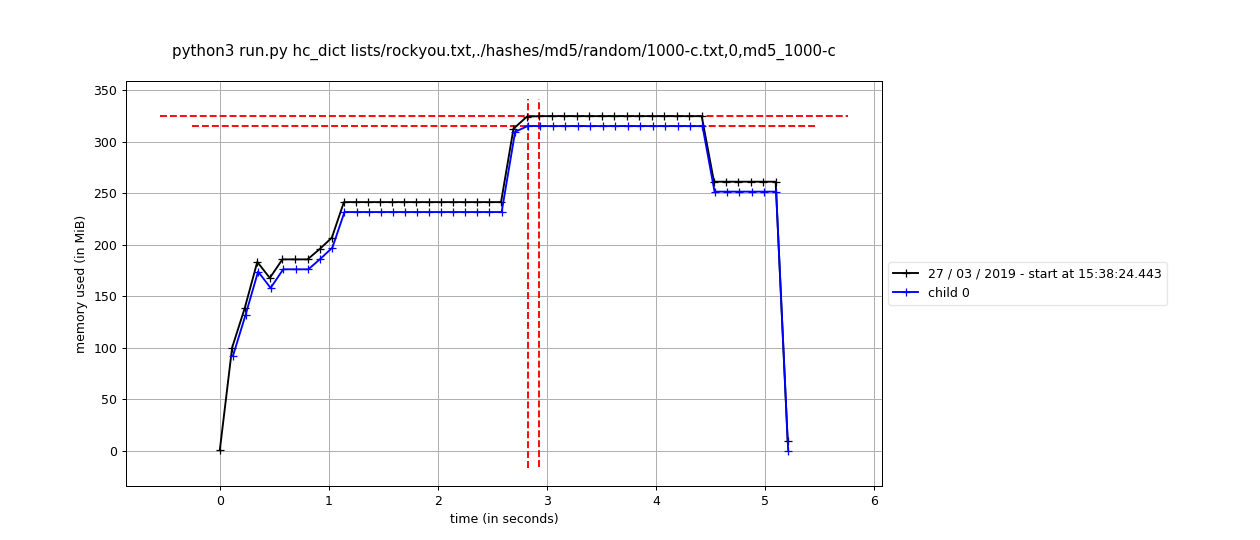 python3 run.py hc_dict lists/rockyou.txt,./hashes/md5/random/1000-c.txt,0,md5_1000-c
350
300
250
200
150
100
50
0
memory used (in MiB)
0 1 2 3 4 5 6
time (in seconds)
27 / 03 / 2019 - start at 15:38:24.443
child 0